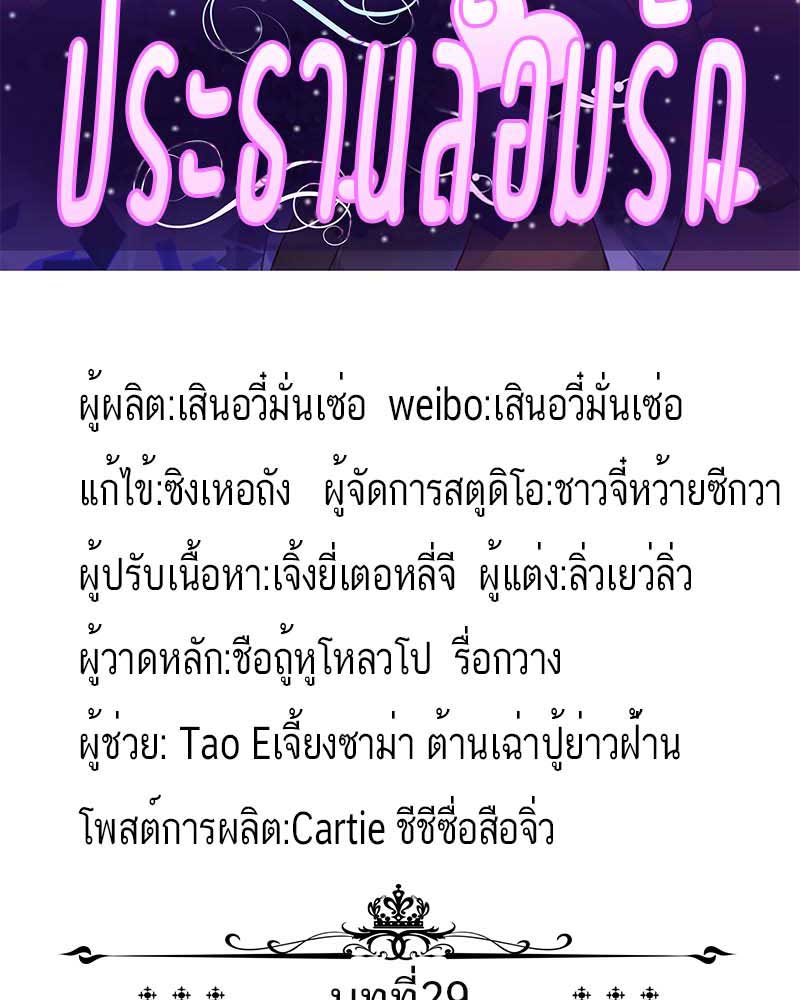 ประธานล้อมรัก
ผู้ผลิต:เสินอวี๋มั่นเซ่อ weibo:เสินอวี๋มั่นเซ่อ
แก้ไข้:ซิงเหอถัง ผู้จัดการสตูดิโอ:ชาวจี๋หว้ายซีกวา
ผู้ปรับเนื้อหา:เจิ้งยี่เตอหลี่จี ผู้แต่ง:ลิ่วเยว่ลิ่ว
ผู้วาดหลัก:ชือถู้หูโหลวโป รื่อกวาง
ผู้ช่วย: Tao Eเจี้ยงซาม่า ต้านเฉ่าปู้ย่าวฝ้าน
โพสต์การผลิต:Cartie ชีชีซื่อสือจิ่ว
บทที่29